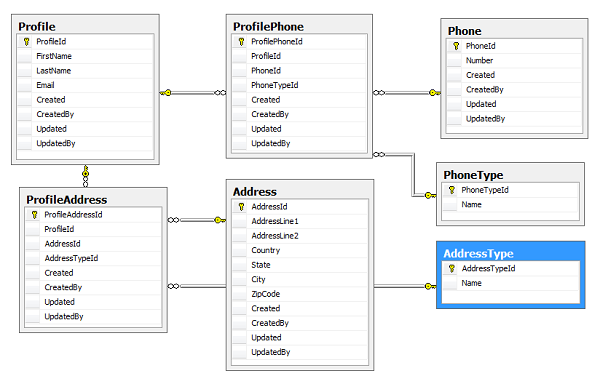 Profile
ProfileId
FirstName
LastName
Email
Created
CreatedBy
Updated
UpdatedBy
ProfilePhone
ProfilePhoneId
ProfileId
PhoneId
PhoneTypeId
Created
CreatedBy
Updated
UpdatedBy
Phone
PhoneId
Number
Created
CreatedBy
Updated
UpdatedBy
PhoneType
PhoneTypeId
Name
ProfileAddress
ProfileAddressId
ProfileId
AddressId
AddressTypeId
Created
CreatedBy
Updated
UpdatedBy
Address
AddressId
AddressLine1
AddressLine2
Country
State
City
ZipCode
Created
CreatedBy
Updated
UpdatedBy
AddressType
AddressTypeId
Name